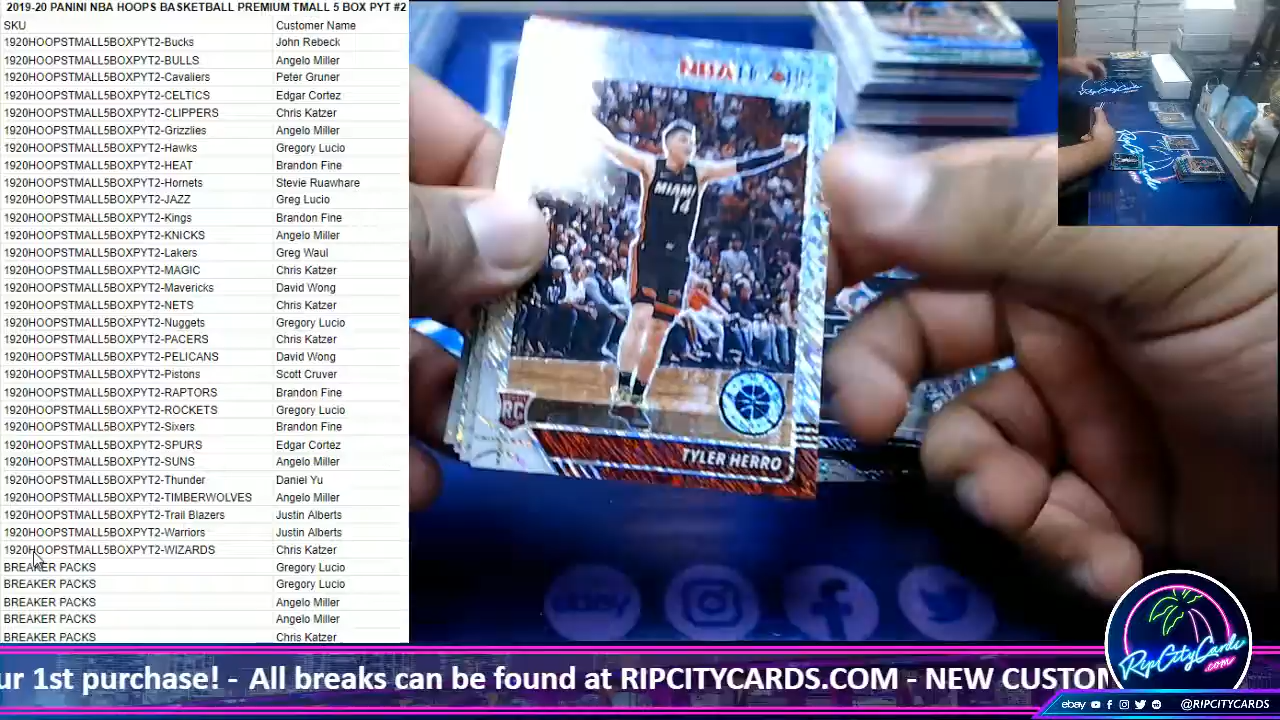 2019-20 PANINI NBA HOOPS BASKETBALL PREMIUM TMALL 5 BOX PYT #2
SKU Customer Name
1920HOOPSTMALL5BOXPYT2-Bucks John Rebeck
1920HOOPSTMALL5BOXPYT2-BULLS Angelo Miller
1920HOOPSTMALL5BOXPYT2-Cavaliers Peter Gruner
1920HOOPSTMALL5BOXPYT2-CELTICS Edgar Cortez
1920HOOPSTMALL5BOXPYT2-CLIPPERS Chris Katzer
1920HOOPSTMALL5BOXPYT2-Grizzlies Angelo Miller
1920HOOPSTMALL5BOXPYT2-Hawks Gregory Lucio
1920HOOPSTMALL5BOXPYT2-HEAT Brandon Fine
1920HOOPSTMALL5BOXPYT2-Hornets Stevie Ruawhare
1920HOOPSTMALL5BOXPYT2-JAZZ Greg Lucio
1920HOOPSTMALL5BOXPYT2-Kings Brandon Fine
1920HOOPSTMALL5BOXPYT2-KNICKS Angelo Miller
1920HOOPSTMALL5BOXPYT2-Lakers Greg Waul
1920HOOPSTMALL5BOXPYT2-MAGIC Chris Katzer
1920HOOPSTMALL5BOXPYT2-Mavericks David Wong
1920HOOPSTMALL5BOXPYT2-NETS Chris Katzer
1920HOOPSTMALL5BOXPYT2-Nuggets Gregory Lucio
1920HOOPSTMALL5BOXPYT2-PACERS Chris Katzer
1920HOOPSTMALL5BOXPYT2-PELICANS David Wong
1920HOOPSTMALL5BOXPYT2-Pistons Scott Cruver
1920HOOPSTMALL5BOXPYT2-RAPTORS Brandon Fine
1920HOOPSTMALL5BOXPYT2-ROCKETS Gregory Lucio
1920HOOPSTMALL5BOXPYT2-Sixers Brandon Fine
1920HOOPSTMALL5BOXPYT2-SPURS Edgar Cortez
1920HOOPSTMALL5BOXPYT2-SUNS Angelo Miller
1920HOOPSTMALL5BOXPYT2-Thunder Daniel Yu
1920HOOPSTMALL5BOXPYT2-TIMBERWOLVES Angelo Miller
1920HOOPSTMALL5BOXPYT2-Trail Blazers Justin Alberts
1920HOOPSTMALL5BOXPYT2-Warriors Justin Alberts
1920HOOPSTMALL5BOXPYT2-WIZARDS Chris Katzer
BREAKER PACKS Gregory Lucio
BREAKER PACKS Gregory Lucio
BREAKER PACKS Angelo Miller
BREAKER PACKS Angelo Miller
BREAKER PACKS Chris Katzer
NBA
MIAMI
14
RC
TYLER HERRO
ebay
ur 1st purchase! - All breaks can be found at RIPCITYCARDS.COM - NEW CUSTOM
RipCityCards
.com
ebay @RIPCITYCARDS